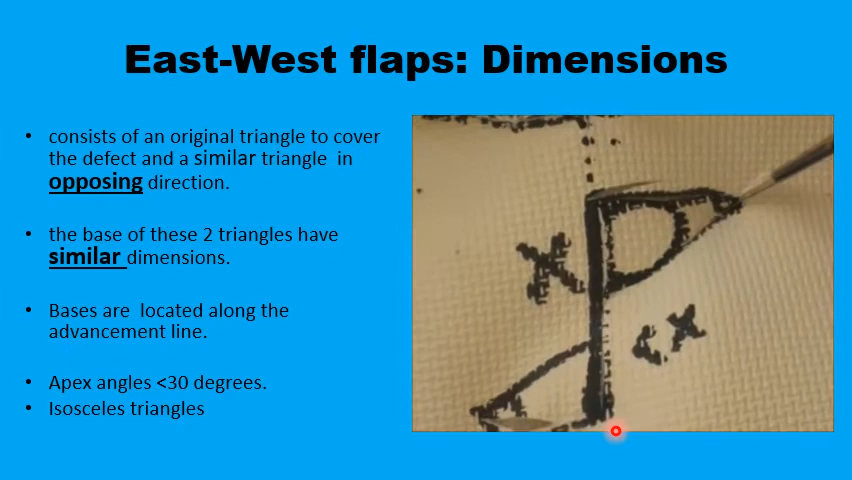 East-West flaps: Dimensions
• consists of an original triangle to cover
the defect and a similar triangle in
opposing direction.
• the base of these 2 triangles have
similar dimensions.
• Bases are located along the
advancement line.
• Apex angles <30 degrees.
• Isosceles triangles
X